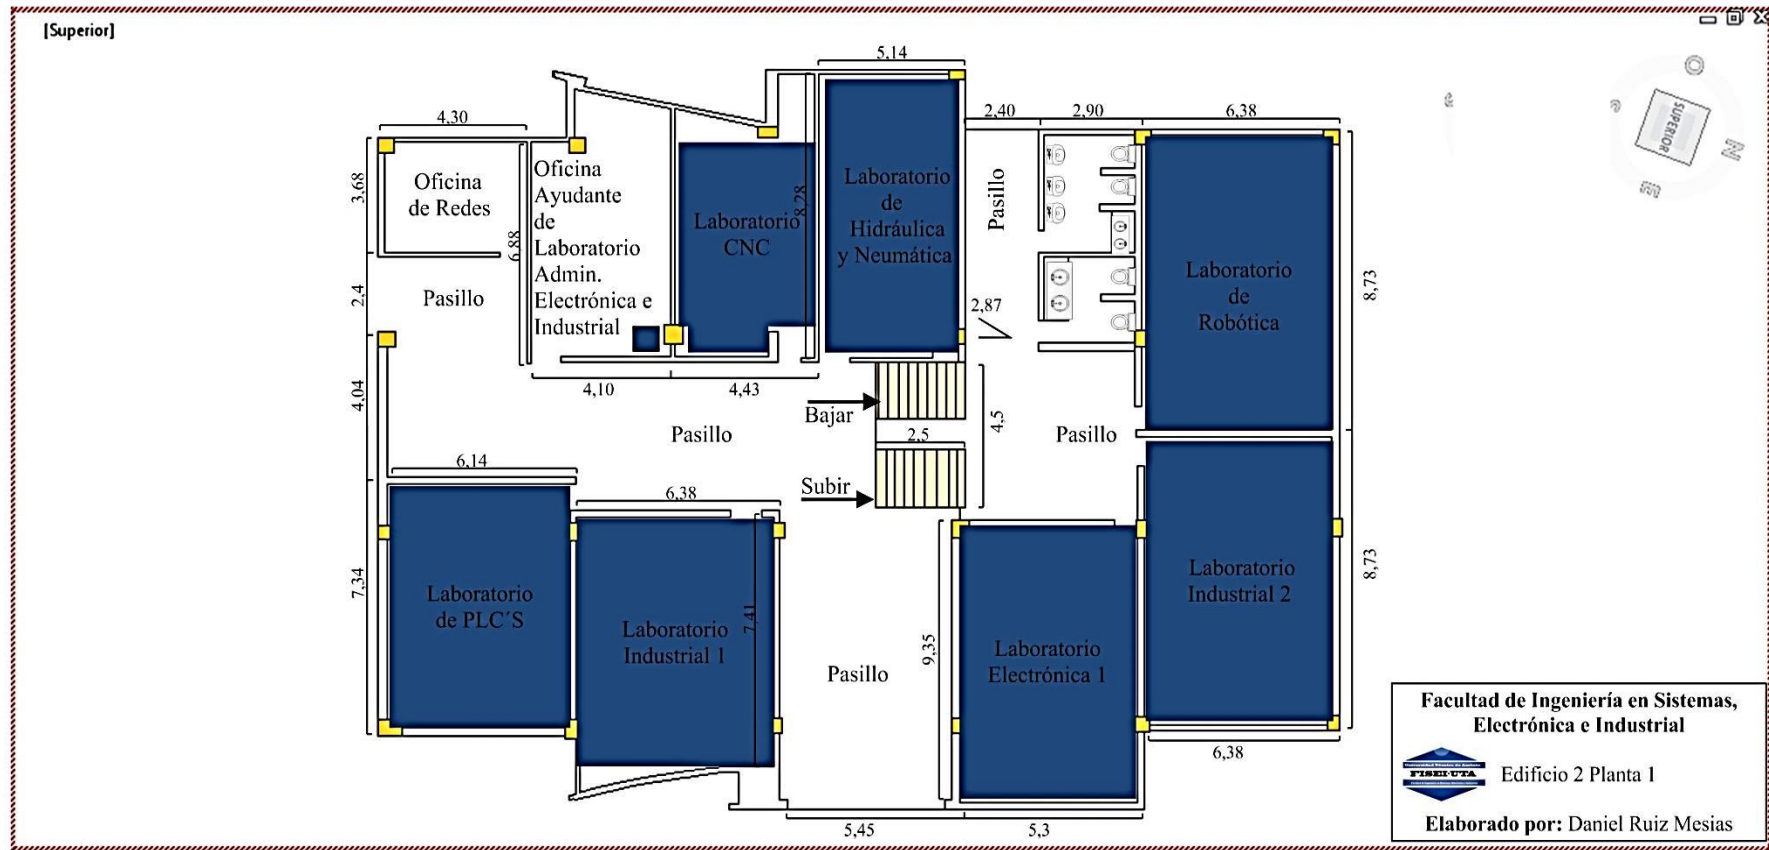 [Superior]
5,14
4,30
2,40
2,90
6,38
O
SUPERIOR
N
E
3.68
Oficina
de Redes
6,88
Oficina
Ayudante
de
Laboratorio
Admin.
Electrónica e
Industrial
Laboratorio
CNC
8,28
Laboratorio
de
Hidráulica
y Neumática
Pasillo
Laboratorio
de
Robótica
8,73
2,4
Pasillo
2,87
4,04
4,10
4,43
Bajar
4,5
Pasillo
2,5
Pasillo
6,14
6,38
Subir
7,34
Laboratorio
de PLC´S
Laboratorio
Industrial 1
7,41
Pasillo
9,35
Laboratorio
Electrónica 1
Laboratorio
Industrial 2
8,73
6,38
5,45
5,3
Facultad de Ingeniería en Sistemas,
Electrónica e Industrial
FISEI-UTA
Edificio 2 Planta 1
Elaborado por: Daniel Ruiz Mesias